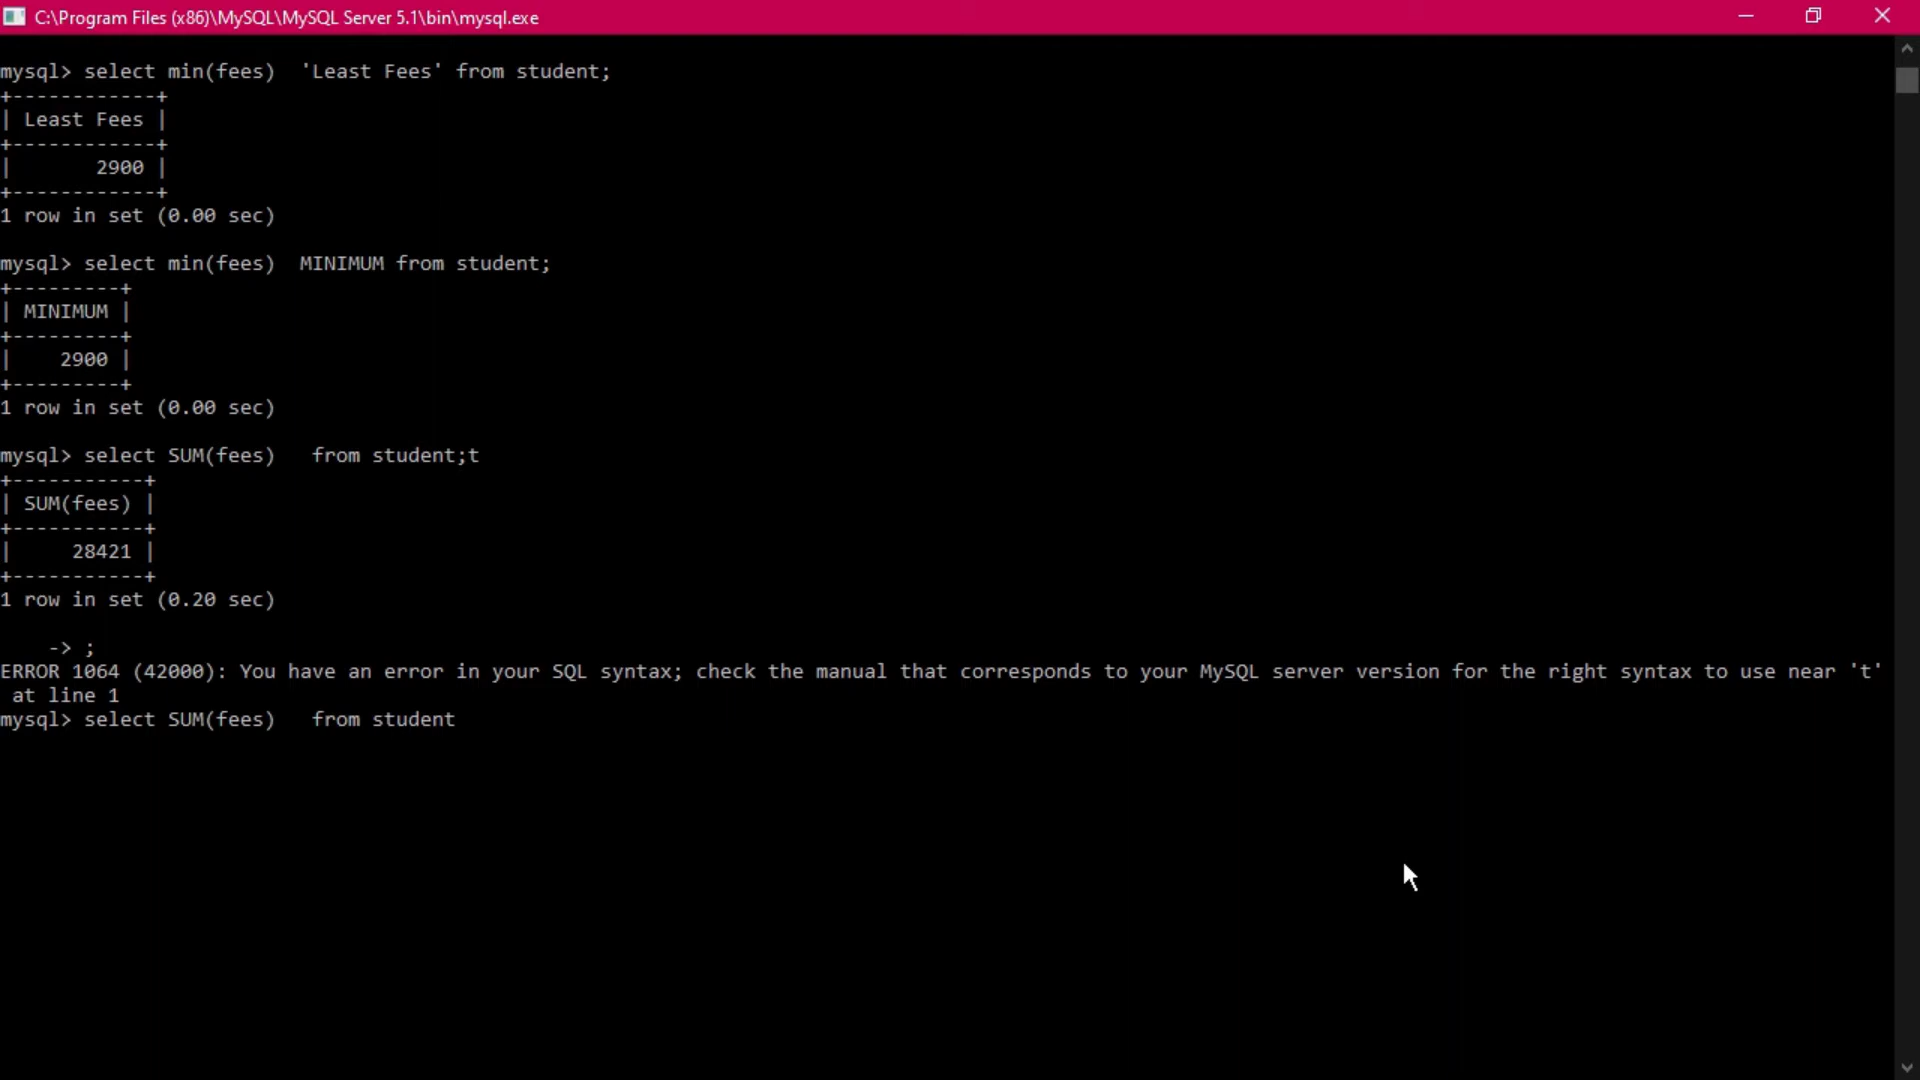 C:\Program Files (x86)\MySQL\MySQL Server 5.1\bin\mysql.exe
mysql> select min(fees)  'Least Fees' from student;
+------------+
| Least Fees |
+------------+
|       2900 |
+------------+
1 row in set (0.00 sec)
mysql> select min(fees)  MINIMUM from student;
+---------+
| MINIMUM |
+---------+
|    2900 |
+---------+
1 row in set (0.00 sec)
mysql> select SUM(fees)   from student;t
+-----------+
| SUM(fees) |
+-----------+
|     28421 |
+-----------+
1 row in set (0.20 sec)
    -> ;
ERROR 1064 (42000): You have an error in your SQL syntax; check the manual that corresponds to your MySQL server version for the right syntax to use near 't'
 at line 1
mysql> select SUM(fees)   from student